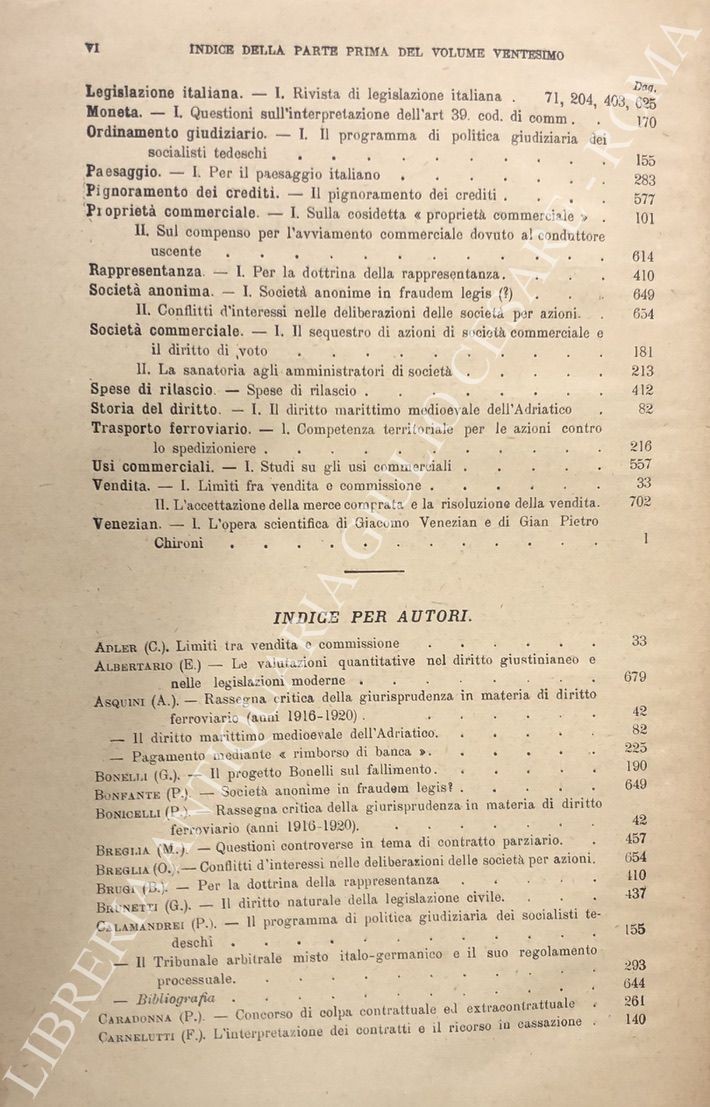 VI INDICE DELLA PARTE PRIMA DEL VOLUME VENTESIMO
Pag.
Legislazione italiana. — I. Rivista di legislazione italiana . 71, 204, 403, 625
Moneta. — I. Questioni sull'interpretazione dell'art 39. cod. di comm . . 170
Ordinamento giudiziario. — I. Il programma di politica giudiziaria dei
socialisti tedeschi . . . . . . . . . 155
Paesaggio. — I. Per il paesaggio italiano . . . . . . 283
Pignoramento dei crediti. — Il pignoramento dei crediti . . . . 577
Proprietà commerciale. — I. Sulla cosidetta « proprietà commerciale » . 101
II. Sul compenso per l'avviamento commerciale dovuto al conduttore
uscente . . . . . . . . . . . 614
Rappresentanza. — I. Per la dottrina della rappresentanza. . . . 410
Società anonima. — I. Società anonime in fraudem legis (?) . . . 649
II. Conflitti d'interessi nelle deliberazioni delle società per azioni. . 654
Società commerciale. — I. Il sequestro di azioni di società commerciale e
il diritto di voto . . . . . . . . . 181
II. La sanatoria agli amministratori di società . . . . . 213
Spese di rilascio. — Spese di rilascio . . . . . . . 412
Storia del diritto. — I. Il diritto marittimo medioevale dell'Adriatico . 82
Trasporto ferroviario. — I. Competenza territoriale per le azioni contro
lo spedizioniere . . . . . . . . . . 216
Usi commerciali. — I. Studi su gli usi commerciali . . . . . 557
Vendita. — I. Limiti fra vendita e commissione . . . . . . 33
II. L'accettazione della merce comprata e la risoluzione della vendita. 702
Venezian. — I. L'opera scientifica di Giacomo Venezian e di Gian Pietro
Chironi . . . . . . . . . . . . 1
INDICE PER AUTORI.
ADLER (C.). Limiti tra vendita e commissione . . . . . . 33
ALBERTARIO (E.) — Le valutazioni quantitative nel diritto giustinianeo e
nelle legislazioni moderne . . . . . . . . 679
ASQUINI (A.). — Rassegna critica della giurisprudenza in materia di diritto
ferroviario (anni 1916-1920) . . . . . . . . 42
— Il diritto marittimo medioevale dell'Adriatico. . . . . . 82
— Pagamento mediante « rimborso di banca ». . . . . . 225
BONELLI (G.). — Il progetto Bonelli sul fallimento. . . . . . 190
BONFANTE (P.). — Società anonime in fraudem legis? . . . . . 649
BONICELLI (P.). — Rassegna critica della giurisprudenza in materia di diritto
ferroviario (anni 1916-1920). . . . . . . . 42
BREGLIA (M.). — Questioni controverse in tema di contratto parziario. . . 457
BREGLIA (O.). — Conflitti d'interessi nelle deliberazioni delle società per azioni. 654
BRUGI (B.). — Per la dottrina della rappresentanza . . . . . 410
BRUNETTI (G.). — Il diritto naturale della legislazione civile. . . . 437
CALAMANDREI (P.). — Il programma di politica giudiziaria dei socialisti te-
deschi . . . . . . . . . . . 155
— Il Tribunale arbitrale misto italo-germanico e il suo regolamento
processuale. . . . . . . . . . . 293
— Bibliografia . . . . . . . . . . 644
CARADONNA (P.). — Concorso di colpa contrattuale ed extracontrattuale . 261
CARNELUTTI (F.). L'interpretazione dei contratti e il ricorso in cassazione . 140
LIBRERIA ANTIQUARIA GIULIO CESARE - ROMA